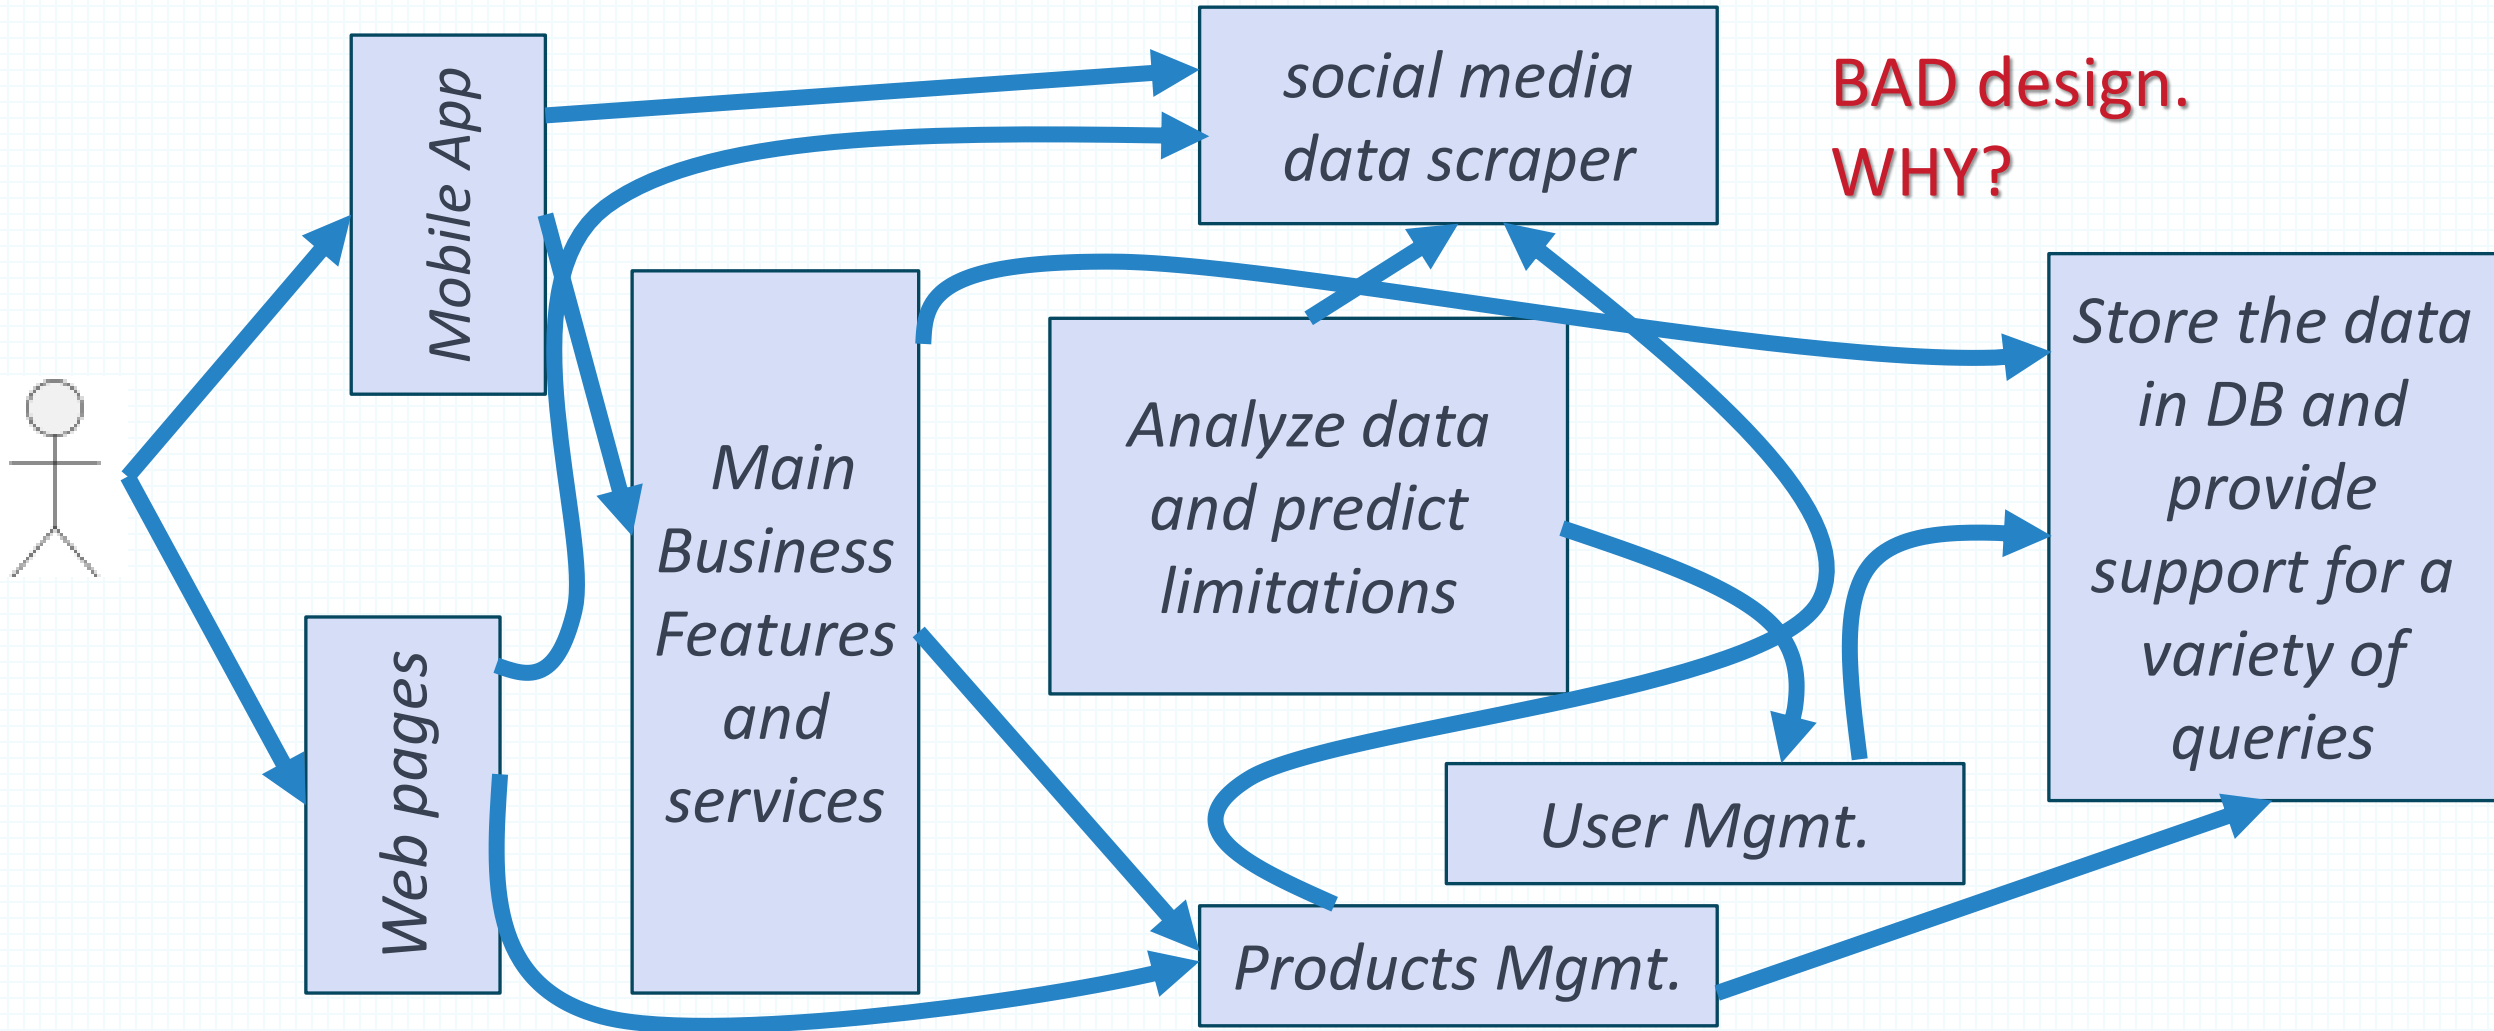 Mobile App
social media
data scraper
BAD design.
WHY?
Main
Business
Features
and
services
Analyze data
and predict
limitations
Store the data
in DB and
provide
support for a
variety of
queries
Web pages
User Mgmt.
Products Mgmt.